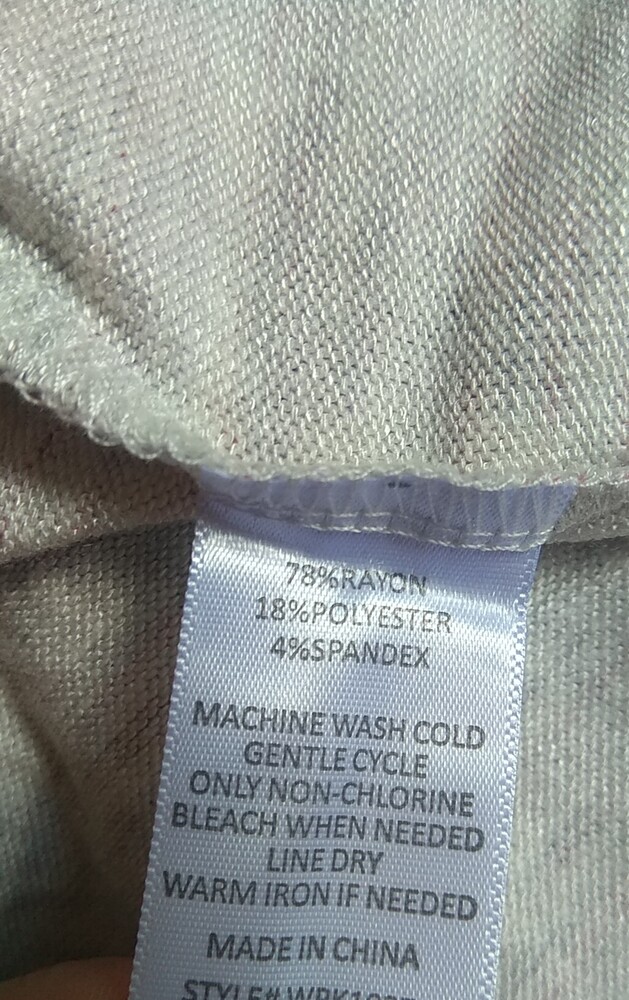 78%RAYON
18%POLYESTER
4%SPANDEX
MACHINE WASH COLD
GENTLE CYCLE
ONLY NON-CHLORINE
BLEACH WHEN NEEDED
LINE DRY
WARM IRON IF NEEDED
MADE IN CHINA
STYLE#